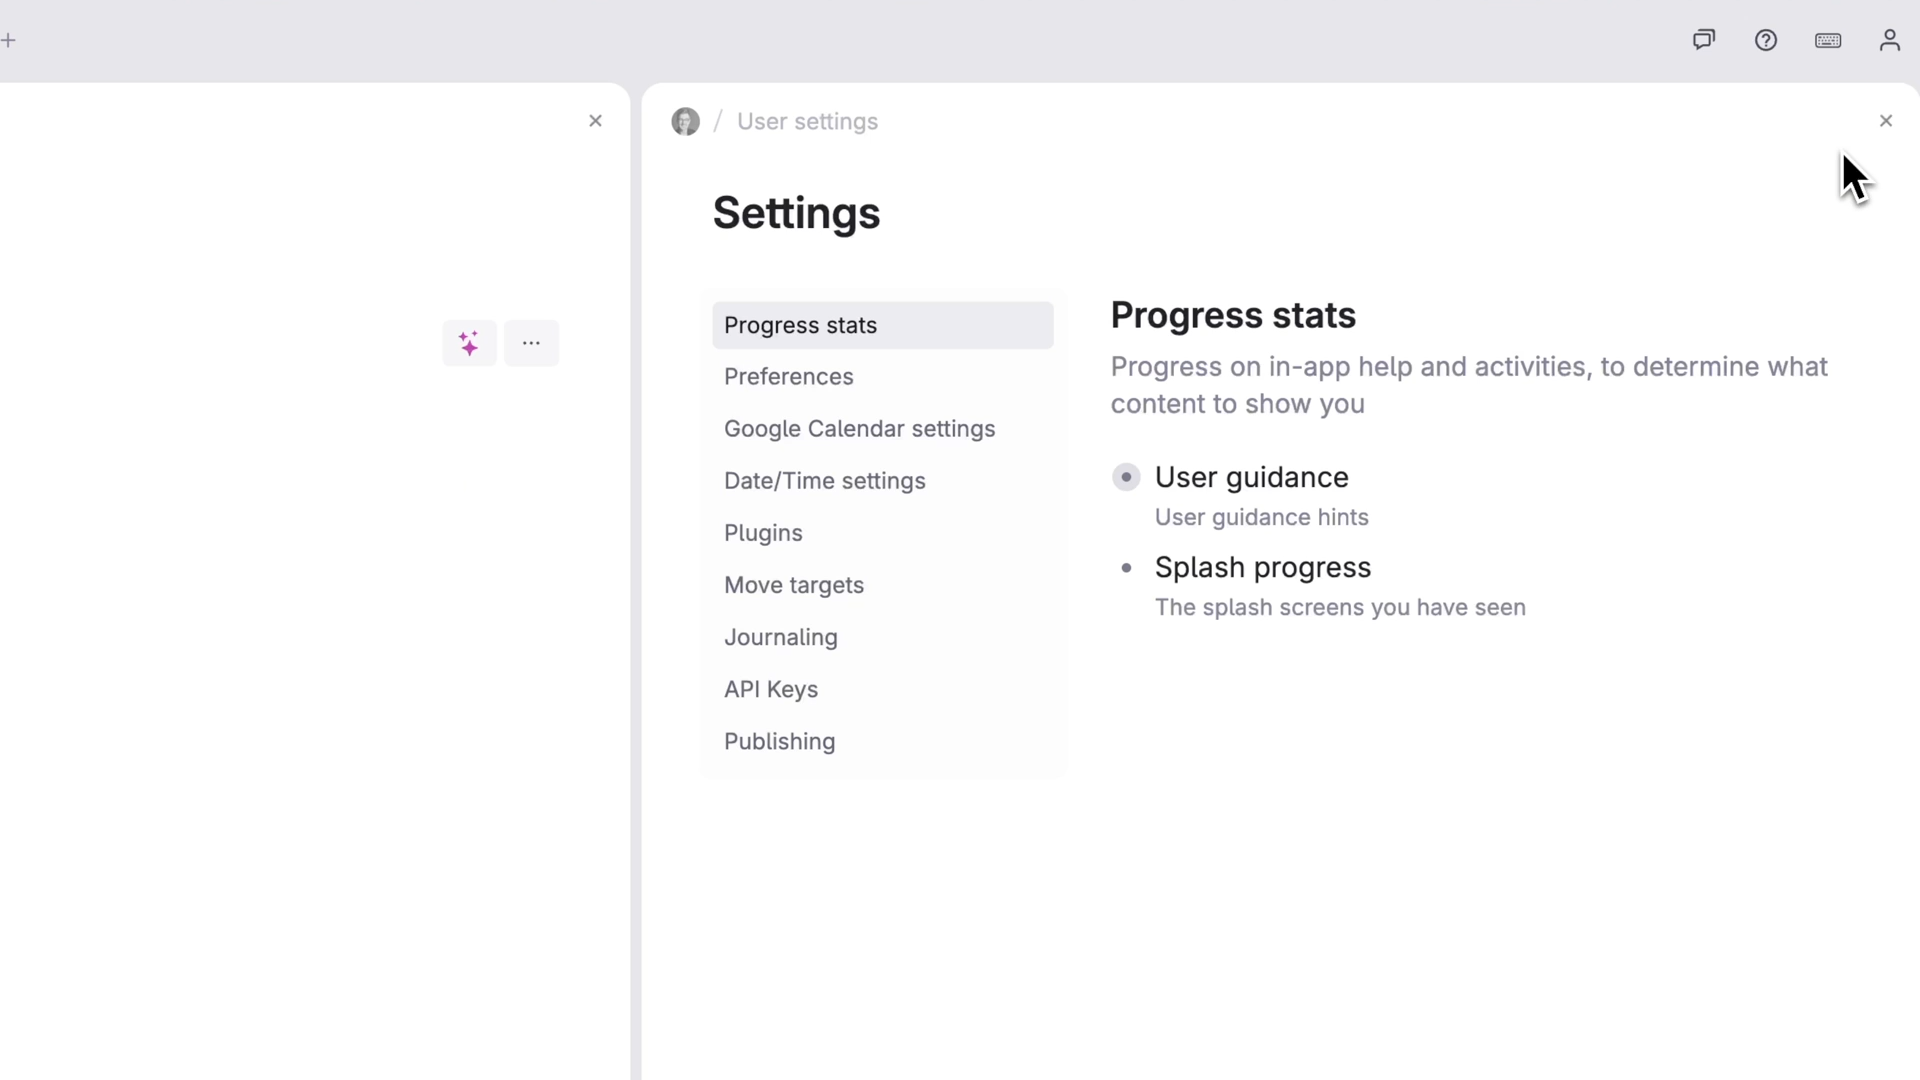 / User settings
Settings
Progress stats
Preferences
Google Calendar settings
Date/Time settings
Plugins
Move targets
Journaling
API Keys
Publishing
Progress stats
Progress on in-app help and activities, to determine what
content to show you
User guidance
User guidance hints
Splash progress
The splash screens you have seen